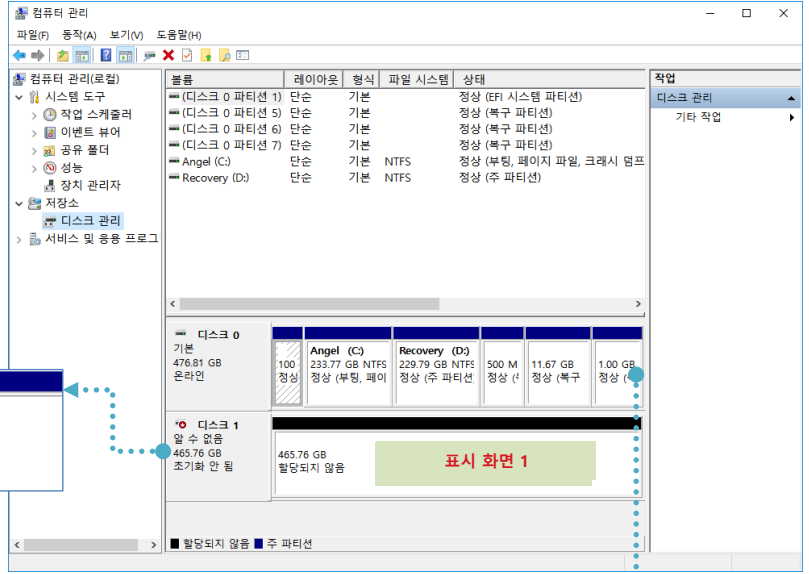 컴퓨터 관리
파일(F) 동작(A) 보기(V) 도움말(H)
컴퓨터 관리(로컬)
시스템 도구
작업 스케줄러
이벤트 뷰어
공유 폴더
성능
장치 관리자
저장소
디스크 관리
서비스 및 응용 프로그
볼륨 레이아웃 형식 파일 시스템 상태
(디스크 0 파티션 1) 단순 기본 정상 (EFI 시스템 파티션)
(디스크 0 파티션 5) 단순 기본 정상 (복구 파티션)
(디스크 0 파티션 6) 단순 기본 정상 (복구 파티션)
(디스크 0 파티션 7) 단순 기본 정상 (복구 파티션)
Angel (C:) 단순 기본 NTFS 정상 (부팅, 페이지 파일, 크래시 덤프
Recovery (D:) 단순 기본 NTFS 정상 (주 파티션)
작업
디스크 관리
기타 작업
디스크 0
기본
476.81 GB
온라인
100
정상
Angel (C:)
233.77 GB NTFS
정상 (부팅, 페이
Recovery (D:)
229.79 GB NTFS
정상 (주 파티션
500 M
정상 (
11.67 GB
정상 (복구
1.00 GB
정상 (
디스크 1
알 수 없음
465.76 GB
초기화 안 됨
465.76 GB
할당되지 않음
표시 화면 1
할당되지 않음 주 파티션